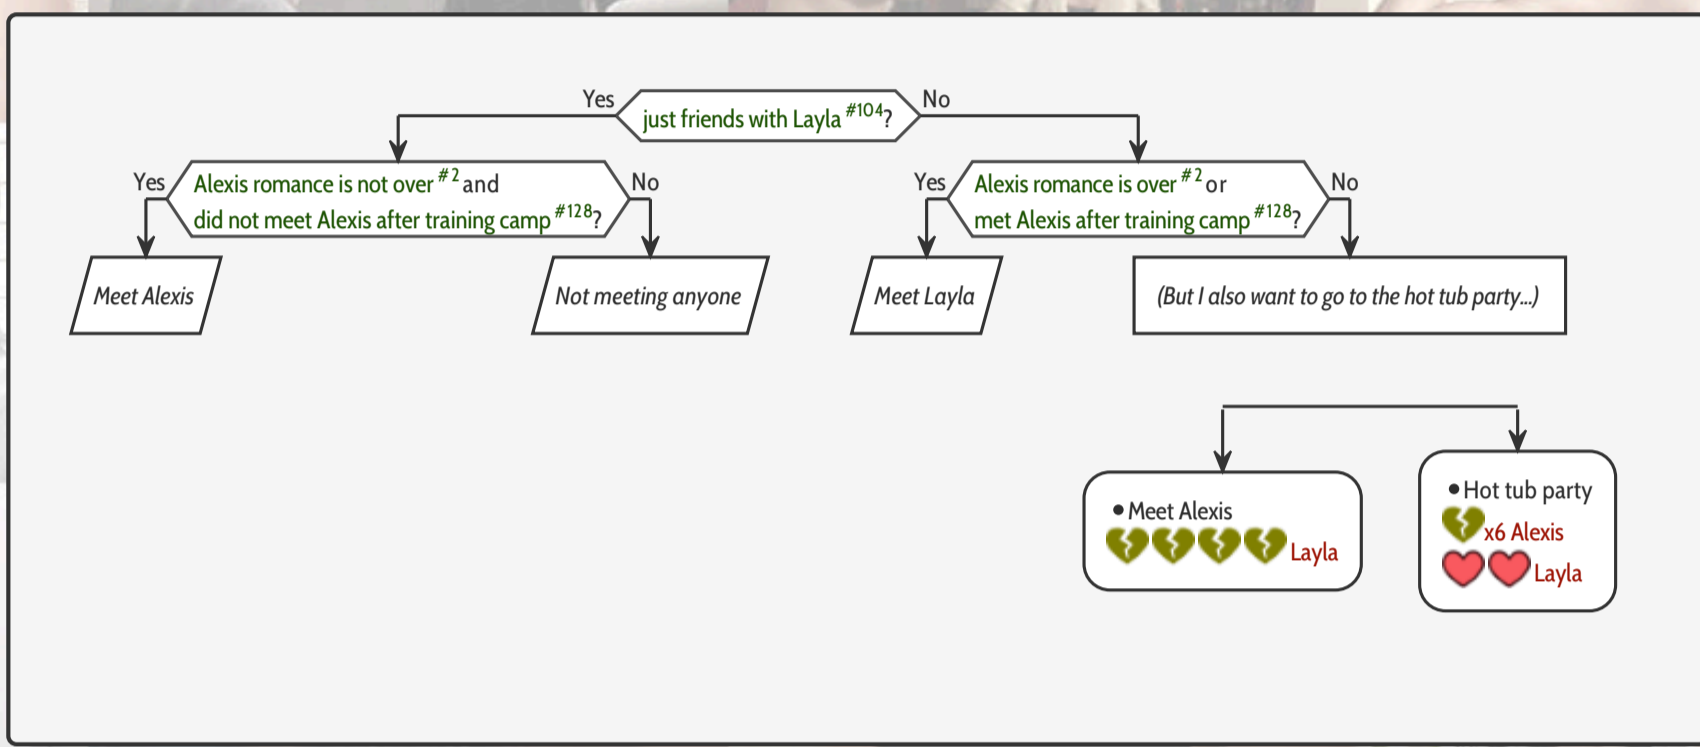 Yes
just friends with Layla #104?
No
Yes
Alexis romance is not over #2 and
did not meet Alexis after training camp #128?
No
Yes
Alexis romance is over #2 or
met Alexis after training camp #128?
No
Meet Alexis
Not meeting anyone
Meet Layla
(But I also want to go to the hot tub party...)
•Meet Alexis
Layla
•Hot tub party
x6 Alexis
Layla